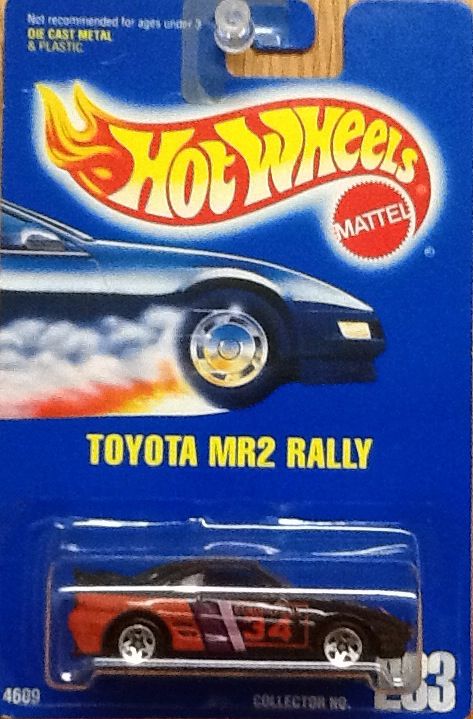 Not recommended for ages under 3
DIE CAST METAL
& PLASTIC
HOT WHEELS
®
MATTEL
®
TOYOTA MR2 RALLY
34
4609
COLLECTOR NO.
233